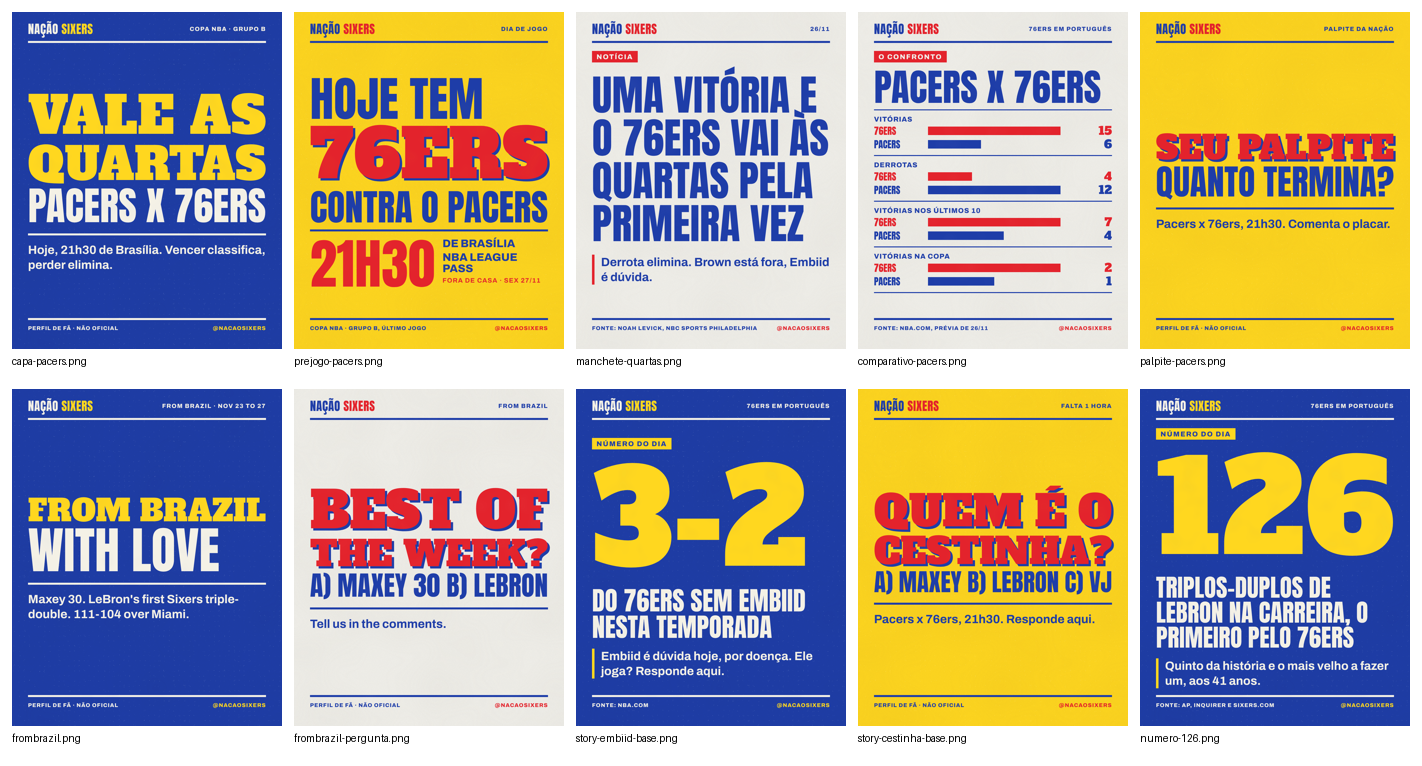 NAÇÃO SIXERS
COPA NBA · GRUPO B
VALE AS
QUARTAS
PACERS X 76ERS
Hoje, 21h30 de Brasília. Vencer classifica,
perder elimina.
PERFIL DE FÃ · NÃO OFICIAL
@NACAOSIXERS
capa-pacers.png
NAÇÃO SIXERS
DIA DE JOGO
HOJE TEM
76ERS
CONTRA O PACERS
21H30
DE BRASÍLIA
NBA LEAGUE
PASS
FORA DE CASA · SEX 27/11
COPA NBA · GRUPO B, ÚLTIMO JOGO
@NACAOSIXERS
prejogo-pacers.png
NAÇÃO SIXERS
26/11
NOTÍCIA
UMA VITÓRIA E
O 76ERS VAI ÀS
QUARTAS PELA
PRIMEIRA VEZ
Derrota elimina. Brown está fora, Embiid
é dúvida.
FONTE: NOAH LEVICK, NBC SPORTS PHILADELPHIA
@NACAOSIXERS
manchete-quartas.png
NAÇÃO SIXERS
76ERS EM PORTUGUÊS
O CONFRONTO
PACERS X 76ERS
VITÓRIAS
76ERS 15
PACERS 6
DERROTAS
76ERS 4
PACERS 12
VITÓRIAS NOS ÚLTIMOS 10
76ERS 7
PACERS 4
VITÓRIAS NA COPA
76ERS 2
PACERS 1
FONTE: NBA.COM, PRÉVIA DE 26/11
@NACAOSIXERS
comparativo-pacers.png
NAÇÃO SIXERS
PALPITE DA NAÇÃO
SEU PALPITE
QUANTO TERMINA?
Pacers x 76ers, 21h30. Comenta o placar.
PERFIL DE FÃ · NÃO OFICIAL
@NACAOSIXERS
palpite-pacers.png
NAÇÃO SIXERS
FROM BRAZIL · NOV 23 TO 27
FROM BRAZIL
WITH LOVE
Maxey 30. LeBron's first Sixers triple-
double. 111-104 over Miami.
PERFIL DE FÃ · NÃO OFICIAL
@NACAOSIXERS
frombrazil.png
NAÇÃO SIXERS
FROM BRAZIL
BEST OF
THE WEEK?
A) MAXEY 30 B) LEBRON
Tell us in the comments.
PERFIL DE FÃ · NÃO OFICIAL
@NACAOSIXERS
frombrazil-pergunta.png
NAÇÃO SIXERS
76ERS EM PORTUGUÊS
NÚMERO DO DIA
3-2
DO 76ERS SEM EMBIID
NESTA TEMPORADA
Embiid é dúvida hoje, por doença. Ele
joga? Responde aqui.
FONTE: NBA.COM
@NACAOSIXERS
story-embiid-base.png
NAÇÃO SIXERS
FALTA 1 HORA
QUEM É O
CESTINHA?
A) MAXEY B) LEBRON C) VJ
Pacers x 76ers, 21h30. Responde aqui.
PERFIL DE FÃ · NÃO OFICIAL
@NACAOSIXERS
story-cestinha-base.png
NAÇÃO SIXERS
76ERS EM PORTUGUÊS
NÚMERO DO DIA
126
TRIPLOS-DUPLOS DE
LEBRON NA CARREIRA, O
PRIMEIRO PELO 76ERS
Quinto da história e o mais velho a fazer
um, aos 41 anos.
FONTE: AP, INQUIRER E SIXERS.COM
@NACAOSIXERS
numero-126.png